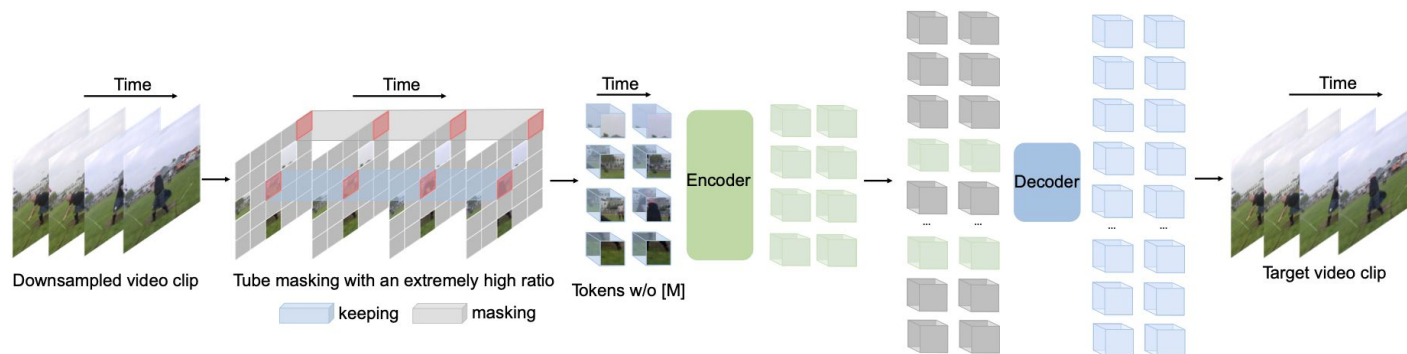 Time
Time
Time
Time
Encoder
Decoder
...
...
...
...
Downsampled video clip
Tube masking with an extremely high ratio
Tokens w/o [M]
Target video clip
keeping
masking